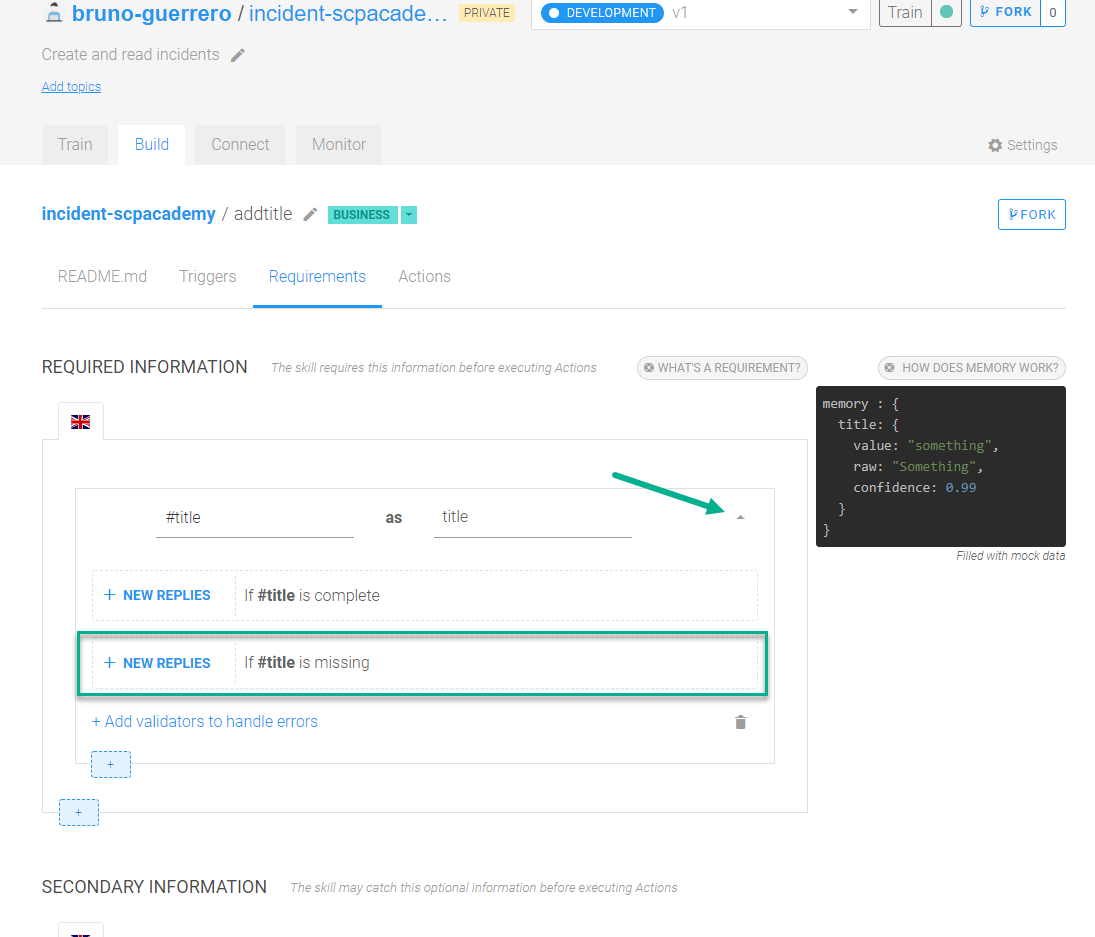 bruno-guerrero / incident-scpacade... PRIVATE DEVELOPMENT v1 Train FORK 0
Create and read incidents
Add topics
Train Build Connect Monitor Settings
incident-scpacademy / addtitle BUSINESS FORK
README.md Triggers Requirements Actions
REQUIRED INFORMATION The skill requires this information before executing Actions WHAT'S A REQUIREMENT? HOW DOES MEMORY WORK?
memory : {
title: {
value: "something",
raw: "Something",
confidence: 0.99
}
}
Filled with mock data
#title as title
+ NEW REPLIES If #title is complete
+ NEW REPLIES If #title is missing
+ Add validators to handle errors
+
+
SECONDARY INFORMATION The skill may catch this optional information before executing Actions